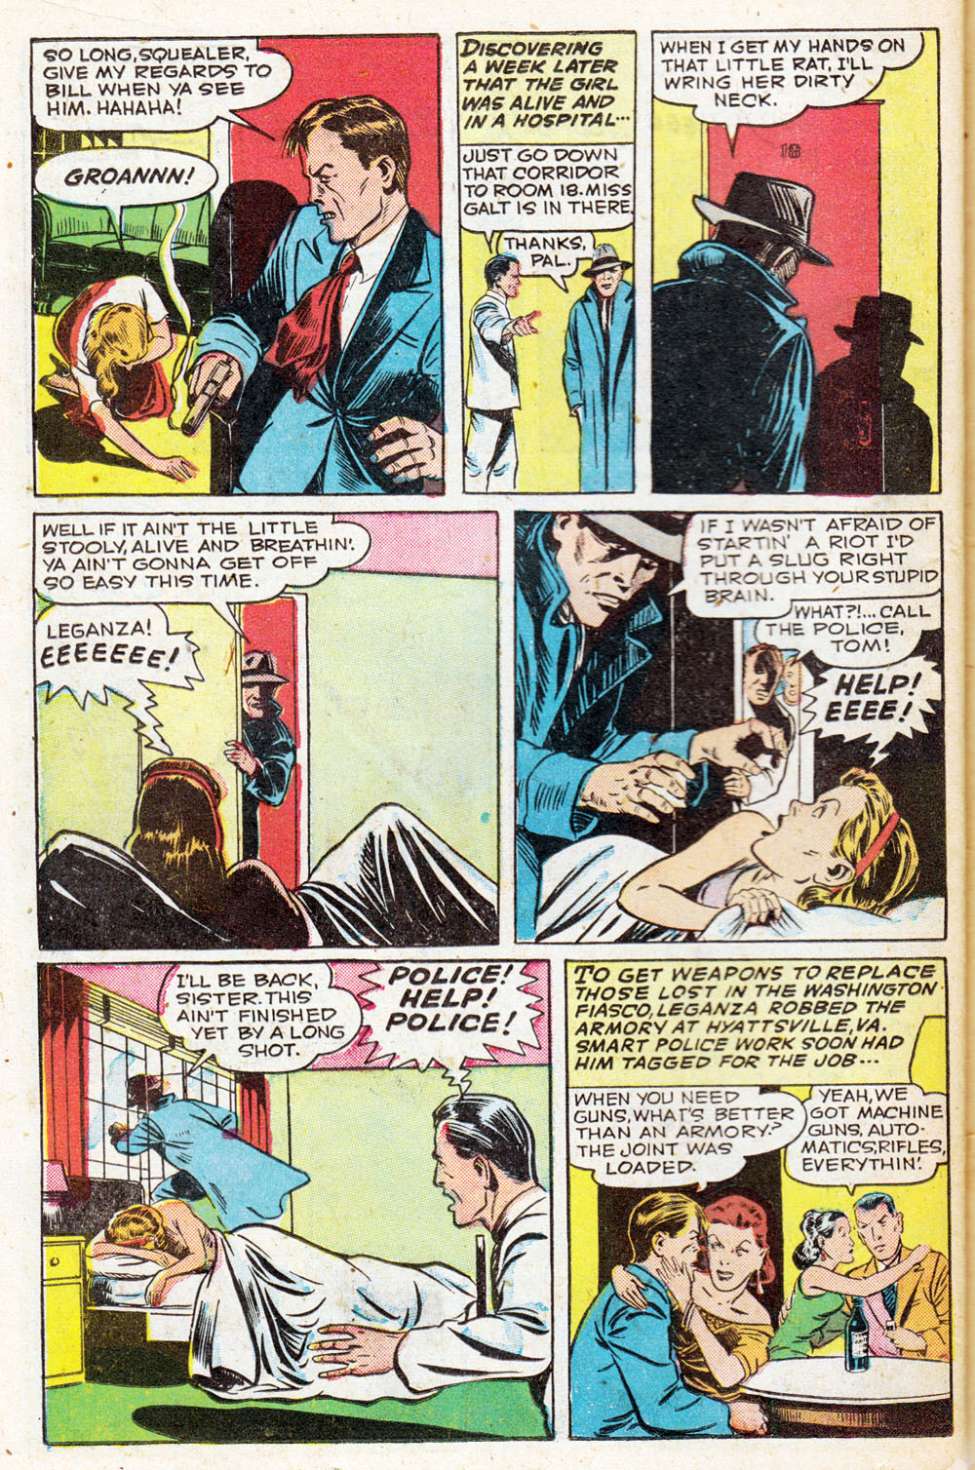 SO LONG, SQUEALER,
GIVE MY REGARDS TO
BILL WHEN YA SEE
HIM. HAHAHA!
GROANNN!
DISCOVERING
A WEEK LATER
THAT THE GIRL
WAS ALIVE AND
IN A HOSPITAL...
JUST GO DOWN
THAT CORRIDOR
TO ROOM 18. MISS
GALT IS IN THERE.
THANKS,
PAL.
WHEN I GET MY HANDS ON
THAT LITTLE RAT, I'LL
WRING HER DIRTY
NECK.
18
WELL IF IT AIN'T THE LITTLE
STOOLY, ALIVE AND BREATHIN'.
YA AIN'T GONNA GET OFF
SO EASY THIS TIME.
LEGANZA!
EEEEEEE!
IF I WASN'T AFRAID OF
STARTIN' A RIOT I'D
PUT A SLUG RIGHT
THROUGH YOUR STUPID
BRAIN.
WHAT?!...CALL
THE POLICE,
TOM!
HELP!
EEEE!
I'LL BE BACK,
SISTER. THIS
AIN'T FINISHED
YET BY A LONG
SHOT.
POLICE!
HELP!
POLICE!
TO GET WEAPONS TO REPLACE
THOSE LOST IN THE WASHINGTON
FIASCO, LEGANZA ROBBED THE
ARMORY AT HYATTSVILLE, VA.
SMART POLICE WORK SOON HAD
HIM TAGGED FOR THE JOB...
WHEN YOU NEED
GUNS, WHAT'S BETTER
THAN AN ARMORY?
THE JOINT WAS
LOADED.
YEAH, WE
GOT MACHINE
GUNS, AUTO-
MATICS, RIFLES,
EVERYTHIN'.